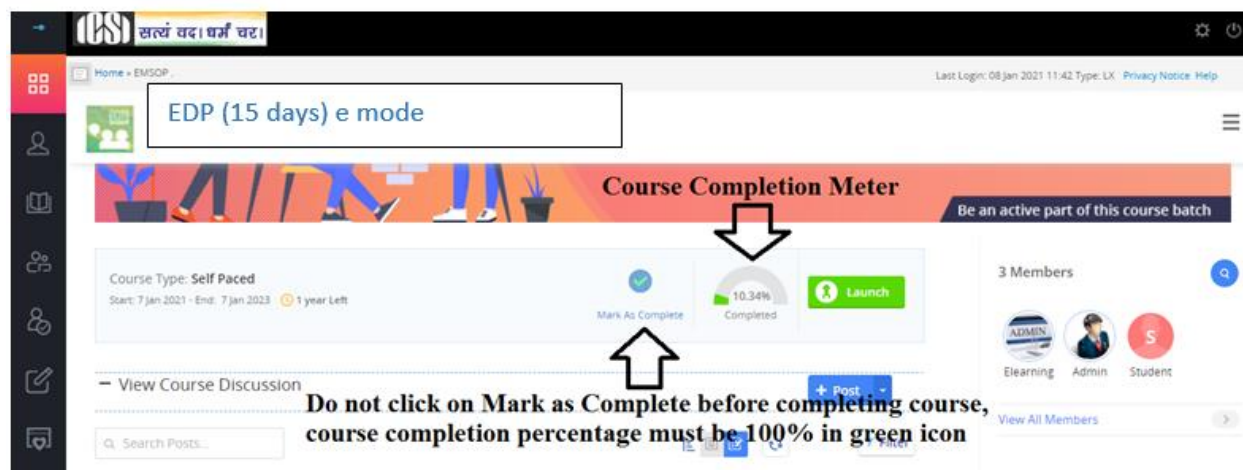 ICSI सत्यं वद। धर्मं चर।
Home » EMSOP .
Last Login: 08 Jan 2021 11:42 Type: LX Privacy Notice Help
EDP (15 days) e mode
Course Completion Meter
Be an active part of this course batch
Course Type: Self Paced
Start: 7 Jan 2021 - End: 7 Jan 2023 1 year Left
Mark As Complete
10.34%
Completed
Launch
3 Members
ADMIN
S
Elearning Admin Student
− View Course Discussion
+ Post
Do not click on Mark as Complete before completing course,
course completion percentage must be 100% in green icon
View All Members
Search Posts...
Filter